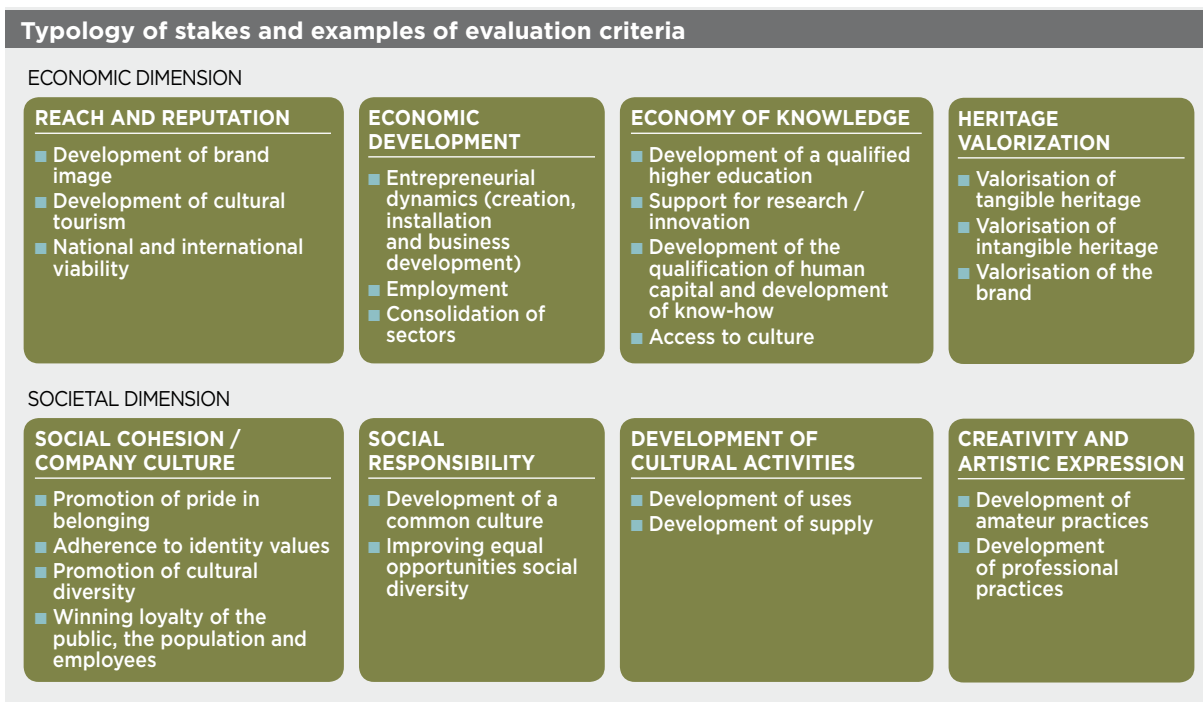 Typology of stakes and examples of evaluation criteria
ECONOMIC DIMENSION
REACH AND REPUTATION
■ Development of brand
image
■ Development of cultural
tourism
■ National and international
viability
ECONOMIC
DEVELOPMENT
■ Entrepreneurial
dynamics (creation,
installation
and business
development)
■ Employment
■ Consolidation of
sectors
ECONOMY OF KNOWLEDGE
■ Development of a qualified
higher education
■ Support for research /
innovation
■ Development of the
qualification of human
capital and development
of know-how
■ Access to culture
HERITAGE
VALORIZATION
■ Valorisation of
tangible heritage
■ Valorisation of
intangible heritage
■ Valorisation of the
brand
SOCIETAL DIMENSION
SOCIAL COHESION /
COMPANY CULTURE
■ Promotion of pride in
belonging
■ Adherence to identity values
■ Promotion of cultural
diversity
■ Winning loyalty of the
public, the population and
employees
SOCIAL
RESPONSIBILITY
■ Development of a
common culture
■ Improving equal
opportunities social
diversity
DEVELOPMENT OF
CULTURAL ACTIVITIES
■ Development of uses
■ Development of supply
CREATIVITY AND
ARTISTIC EXPRESSION
■ Development of
amateur practices
■ Development
of professional
practices